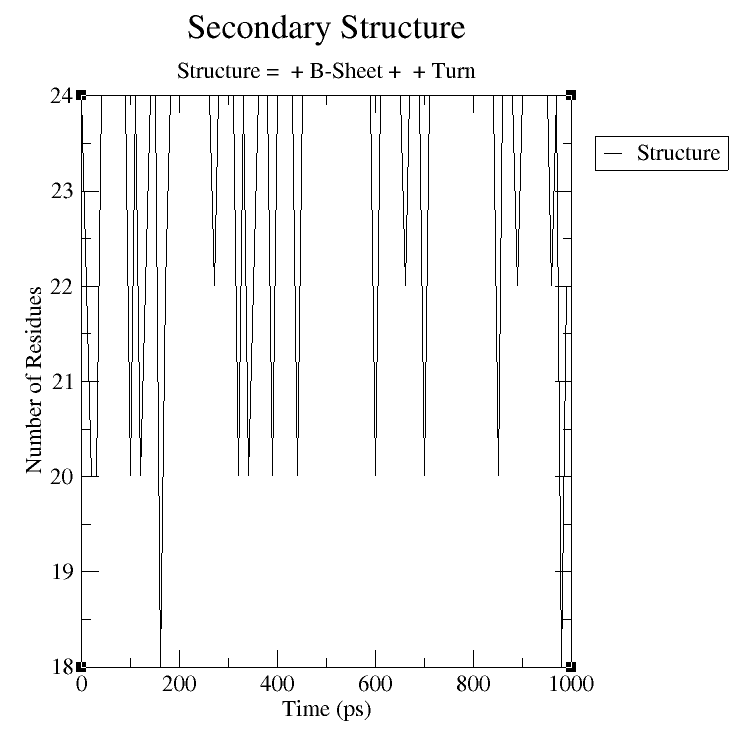 Secondary Structure
Structure =  + B-Sheet +  + Turn
24
23
22
21
20
19
18
Number of Residues
0 200 400 600 800 1000
Time (ps)
Structure